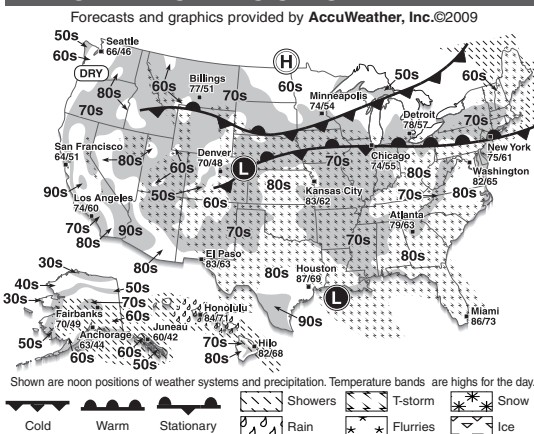 Forecasts and graphics provided by AccuWeather, Inc.©2009
50s
Seattle
66/46
60s
DRY
80s
70s
60s
Billings
77/51
70s
H
60s
50s
60s
Minneapolis
74/54
Detroit
78/57
70s
New York
75/61
Washington
82/65
San Francisco
64/51
80s
60s
Denver
70/48
L
70s
Chicago
74/55
80s
70s
80s
90s
Los Angeles
74/60
50s
60s
80s
Kansas City
83/62
Atlanta
79/63
70s
80s
90s
70s
70s
80s
80s
El Paso
83/63
80s
Houston
87/69
L
90s
Miami
86/73
30s
40s
50s
30s
70s
60s
Fairbanks
70/49
Anchorage
63/44
Juneau
60/42
50s
60s
60s
50s
Honolulu
84/71
70s
80s
Hilo
82/68
Shown are noon positions of weather systems and precipitation. Temperature bands are highs for the day.
Cold
Warm
Stationary
Showers
T-storm
Snow
Rain
Flurries
Ice